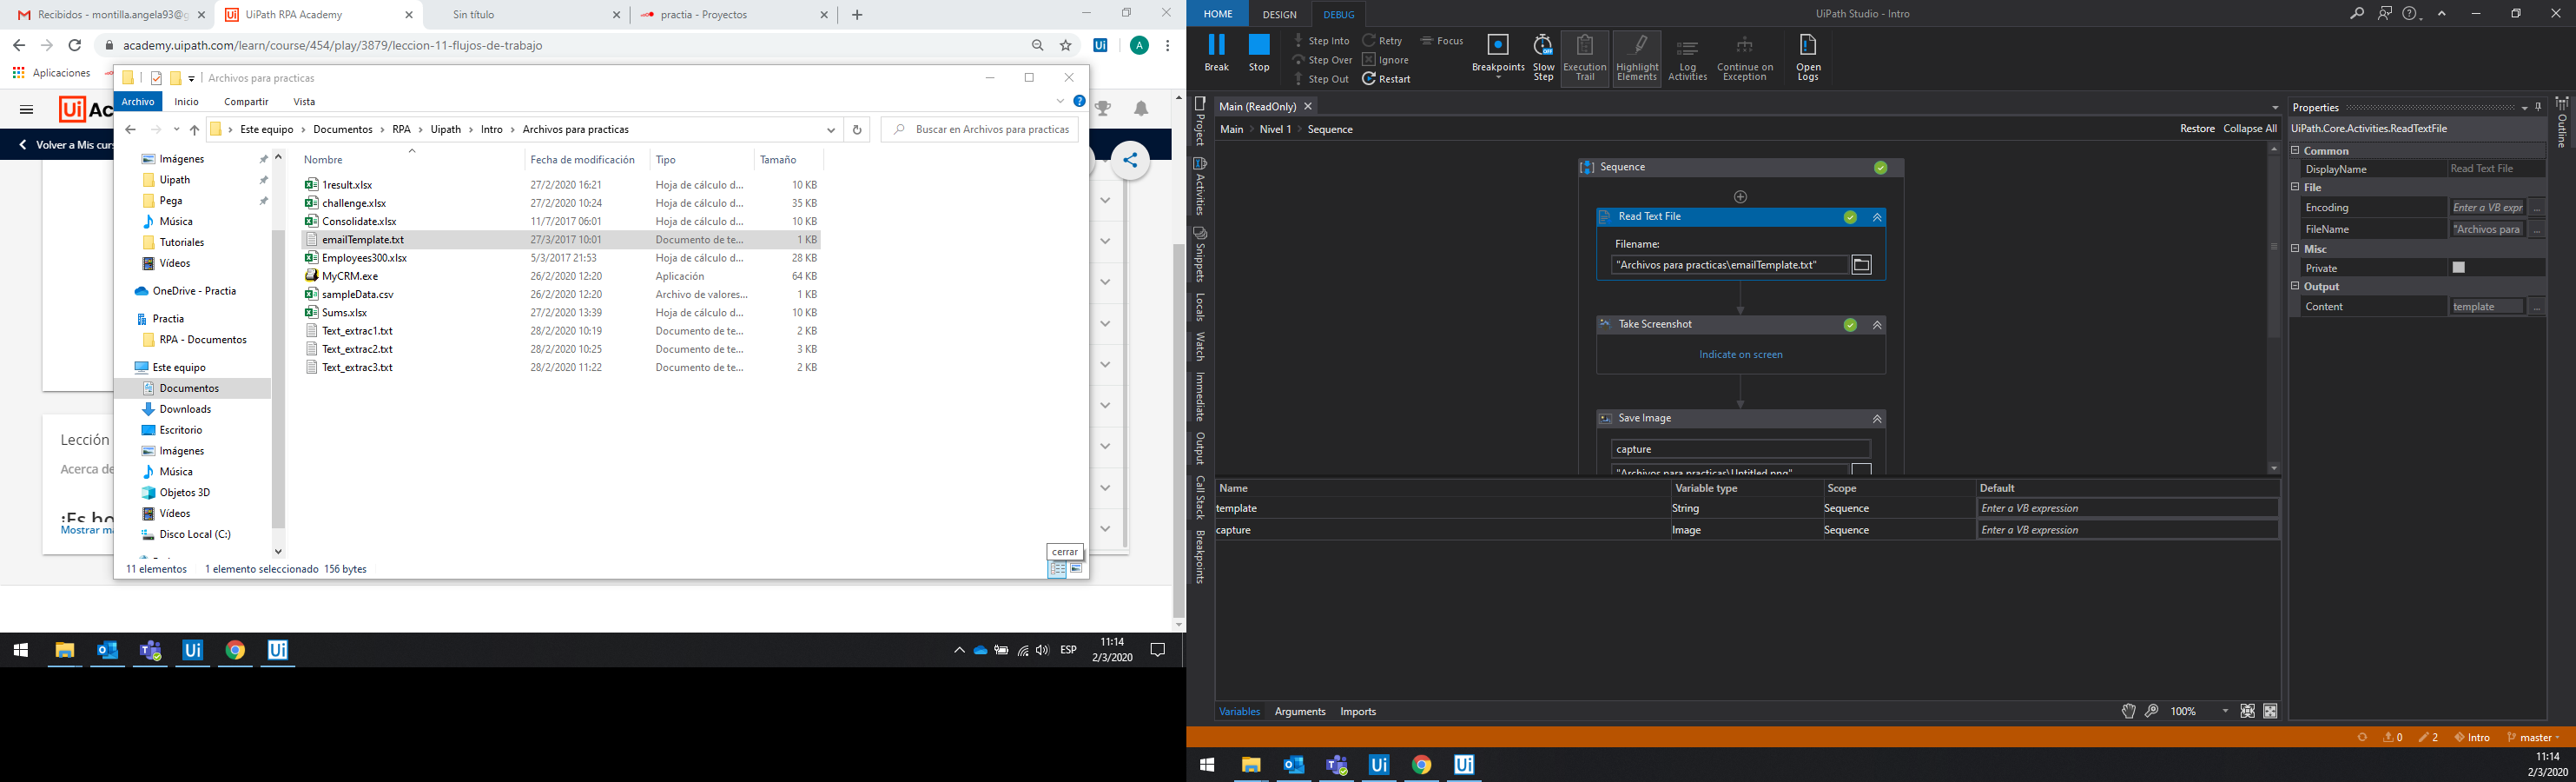 Recibidos - montilla.angela93@g
UiPath RPA Academy
Sin título
practia - Proyectos
academy.uipath.com/learn/course/454/play/3879/leccion-11-flujos-de-trabajo
Aplicaciones
Archivos para practicas
Archivo Inicio Compartir Vista
Ui Ac
Este equipo > Documentos > RPA > Uipath > Intro > Archivos para practicas
Buscar en Archivos para practicas
Volver a Mis curs
Nombre Fecha de modificación Tipo Tamaño
Imágenes
Uipath
Pega
Música
Tutoriales
Vídeos
OneDrive - Practia
Practia
RPA - Documentos
Este equipo
Documentos
Downloads
Escritorio
Imágenes
Música
Objetos 3D
Vídeos
Disco Local (C:)
1result.xlsx 27/2/2020 16:21 Hoja de cálculo d... 10 KB
challenge.xlsx 27/2/2020 10:24 Hoja de cálculo d... 35 KB
Consolidate.xlsx 11/7/2017 06:01 Hoja de cálculo d... 10 KB
emailTemplate.txt 27/3/2017 10:01 Documento de te... 1 KB
Employees300.xlsx 5/3/2017 21:53 Hoja de cálculo d... 28 KB
MyCRM.exe 26/2/2020 12:20 Aplicación 64 KB
sampleData.csv 26/2/2020 12:20 Archivo de valores... 1 KB
Sums.xlsx 27/2/2020 13:39 Hoja de cálculo d... 10 KB
Text_extrac1.txt 28/2/2020 10:19 Documento de te... 2 KB
Text_extrac2.txt 28/2/2020 10:25 Documento de te... 3 KB
Text_extrac3.txt 28/2/2020 11:22 Documento de te... 2 KB
Lección
Acerca de
¡Es ho
Mostrar má
cerrar
11 elementos 1 elemento seleccionado 156 bytes
ESP
11:14
2/3/2020
HOME DESIGN DEBUG
UiPath Studio - Intro
Break
Stop
Step Into
Step Over
Step Out
Retry
Ignore
Restart
Focus
Breakpoints
Slow Step
Execution Trail
Highlight Elements
Log Activities
Continue on Exception
Open Logs
Project
Activities
Snippets
Locals
Watch
Immediate
Output
Call Stack
Breakpoints
Main (ReadOnly)
Main > Nivel 1 > Sequence
Restore Collapse All
Sequence
Read Text File
Filename:
"Archivos para practicas\emailTemplate.txt"
Take Screenshot
Indicate on screen
Save Image
capture
"Archivos para practicas\Untitled.png"
Name Variable type Scope Default
template String Sequence Enter a VB expression
capture Image Sequence Enter a VB expression
Variables Arguments Imports
100%
Properties
Outline
UiPath.Core.Activities.ReadTextFile
Common
DisplayName Read Text File
File
Encoding Enter a VB expr ...
FileName "Archivos para ...
Misc
Private
Output
Content template ...
0 2 Intro master
11:14
2/3/2020